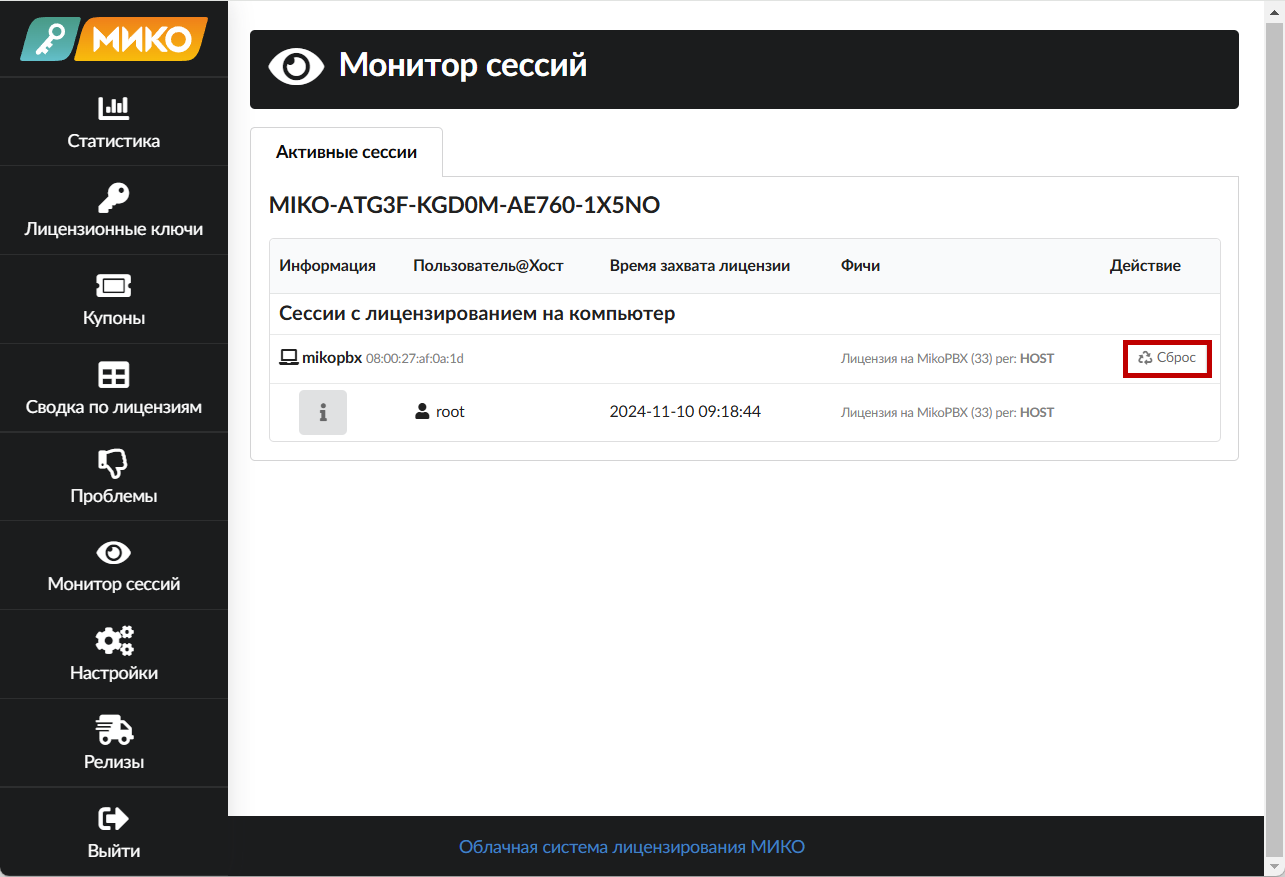 МИКО
Статистика
Лицензионные ключи
Купоны
Сводка по лицензиям
Проблемы
Монитор сессий
Настройки
Релизы
Выйти
Монитор сессий
Активные сессии
MIKO-ATG3F-KGD0M-AE760-1X5NO
Информация Пользователь@Хост Время захвата лицензии Фичи Действие
Сессии с лицензированием на компьютер
mikopbx 08:00:27:af:0a:1d Лицензия на MikoPBX (33) per: HOST Сброс
root 2024-11-10 09:18:44 Лицензия на MikoPBX (33) per: HOST
Облачная система лицензирования МИКО